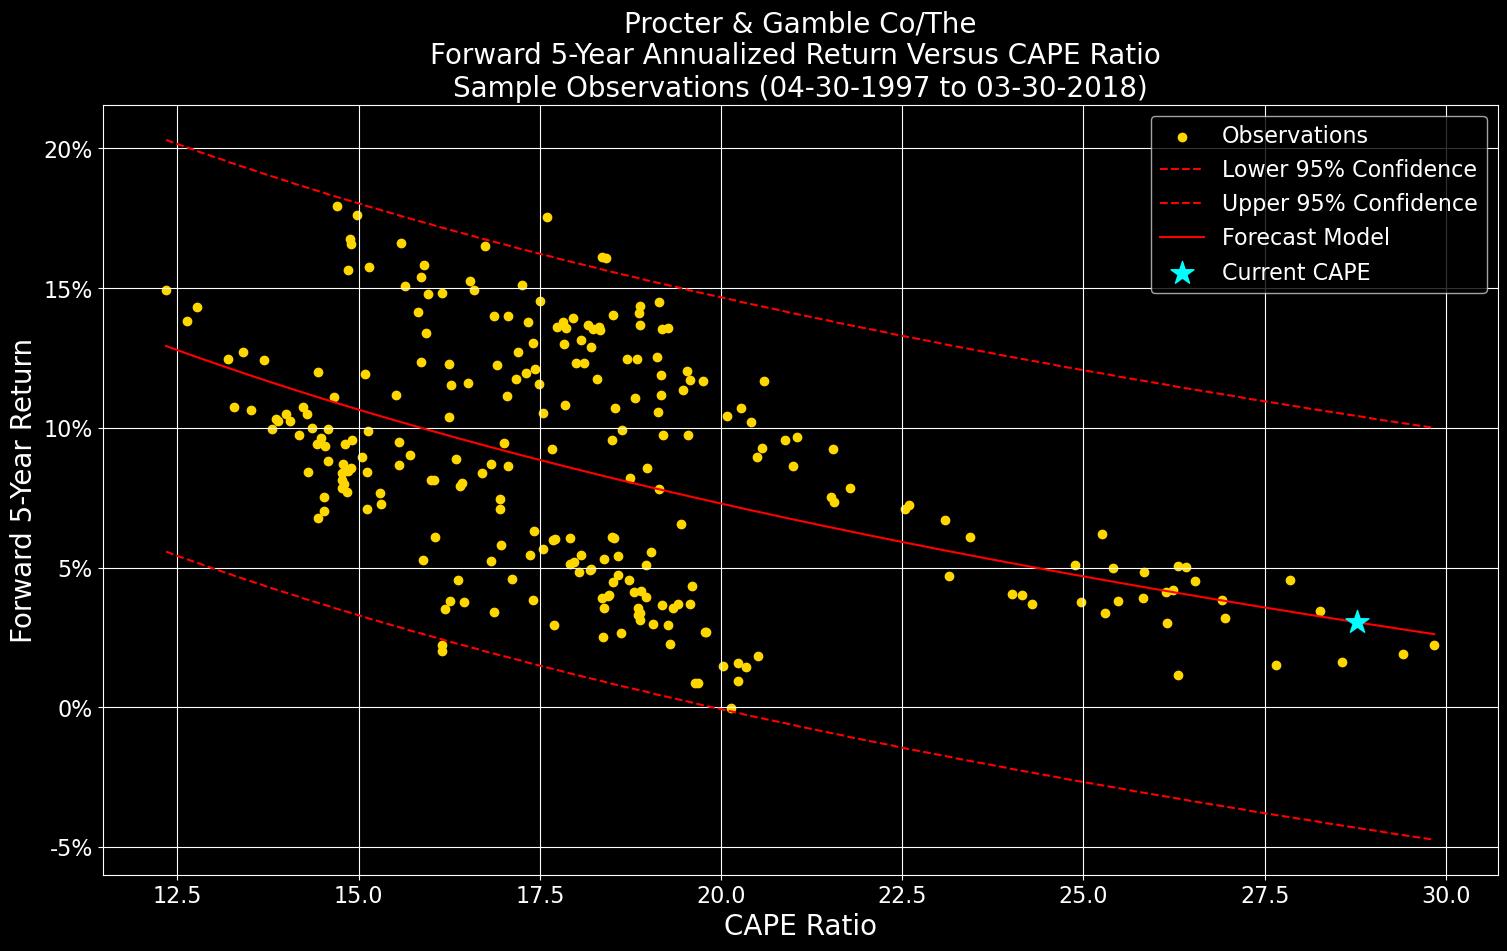 Procter & Gamble Co/The
Forward 5-Year Annualized Return Versus CAPE Ratio
Sample Observations (04-30-1997 to 03-30-2018)
Observations
Lower 95% Confidence
Upper 95% Confidence
Forecast Model
Current CAPE
Forward 5-Year Return
20%
15%
10%
5%
0%
-5%
12.5 15.0 17.5 20.0 22.5 25.0 27.5 30.0
CAPE Ratio